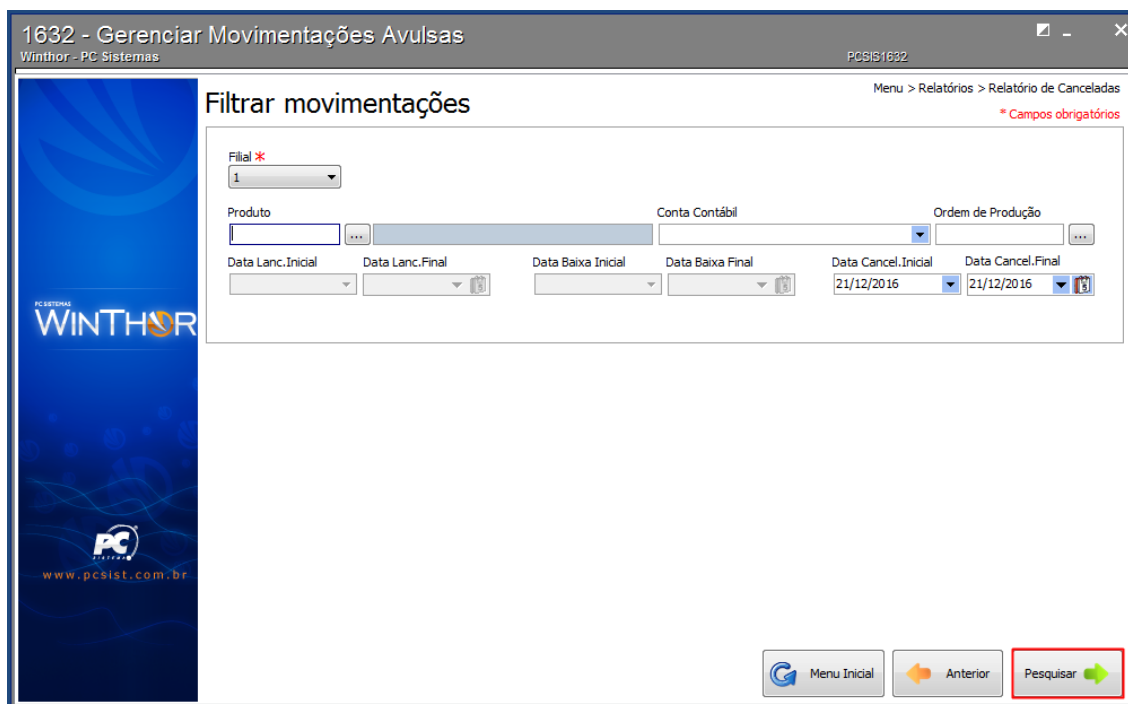 1632 - Gerenciar Movimentações Avulsas
Winthor - PC Sistemas
PCSIS1632
Menu > Relatórios > Relatório de Canceladas
Filtrar movimentações
* Campos obrigatórios
Filial *
1
Produto Conta Contábil Ordem de Produção
... ...
Data Lanc.Inicial Data Lanc.Final Data Baixa Inicial Data Baixa Final Data Cancel.Inicial Data Cancel.Final
21/12/2016 21/12/2016
PC SISTEMAS
WINTHOR
PC
SISTEMAS
www.pcsist.com.br
Menu Inicial Anterior Pesquisar